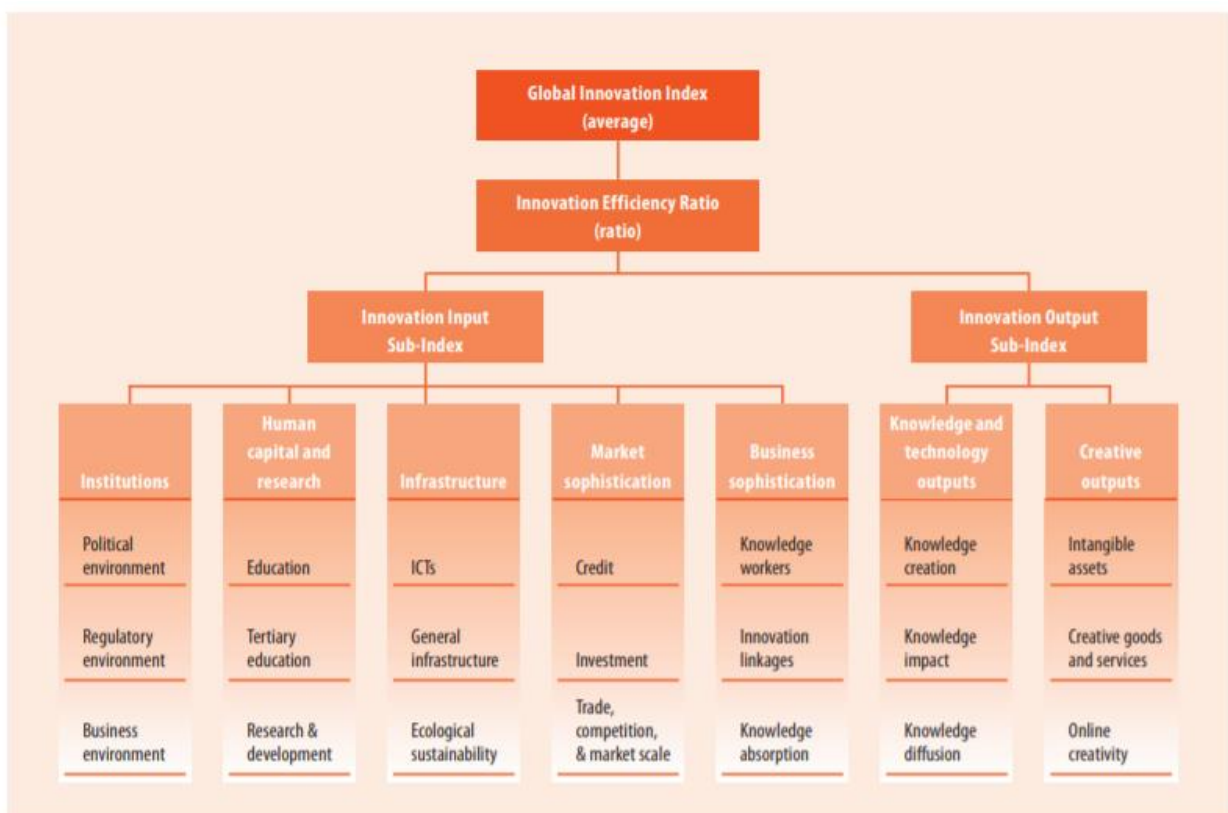 Global Innovation Index
(average)
Innovation Efficiency Ratio
(ratio)
Innovation Input
Sub-Index
Innovation Output
Sub-Index
Institutions
Human
capital and
research
Infrastructure
Market
sophistication
Business
sophistication
Knowledge and
technology
outputs
Creative
outputs
Political
environment
Education
ICTs
Credit
Knowledge
workers
Knowledge
creation
Intangible
assets
Regulatory
environment
Tertiary
education
General
infrastructure
Investment
Innovation
linkages
Knowledge
impact
Creative goods
and services
Business
environment
Research &
development
Ecological
sustainability
Trade,
competition,
& market scale
Knowledge
absorption
Knowledge
diffusion
Online
creativity